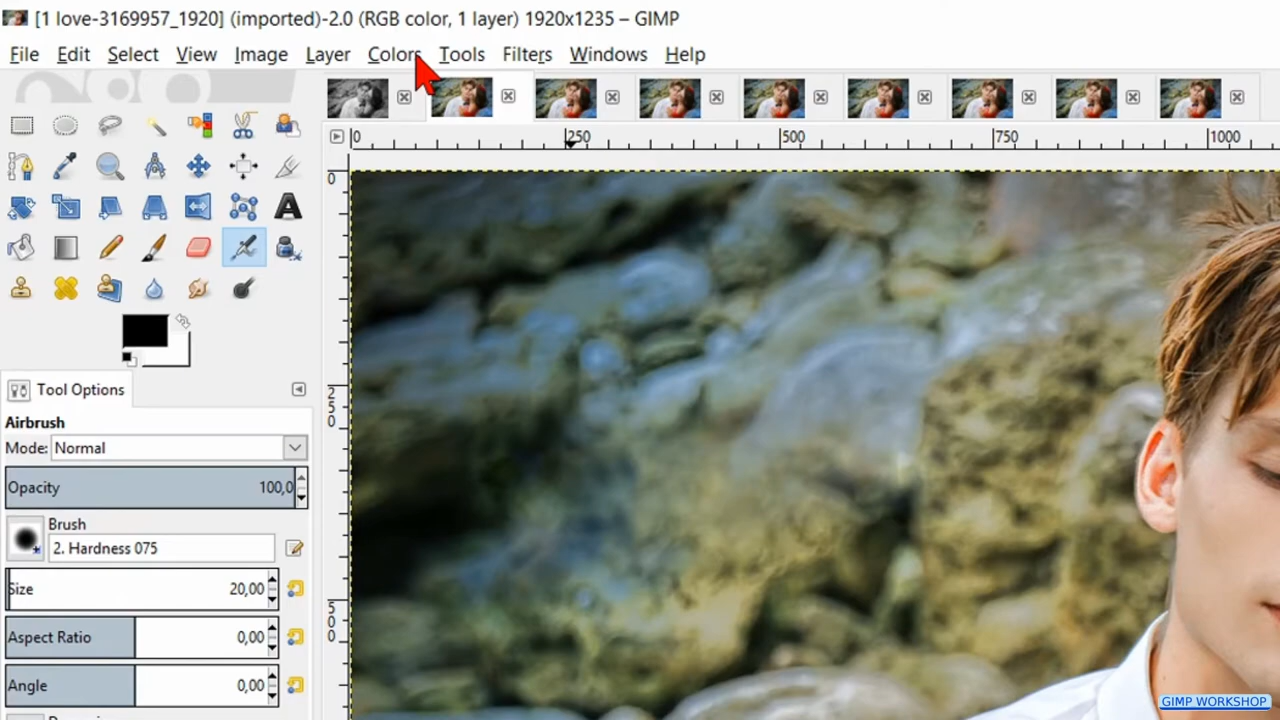 [1 love-3169957_1920] (imported)-2.0 (RGB color, 1 layer) 1920x1235 – GIMP
File Edit Select View Image Layer Colors Tools Filters Windows Help
0 250 500 750 1000
0
250
500
Tool Options
Airbrush
Mode: Normal
Opacity 100,0
Brush
2. Hardness 075
Size 20,00
Aspect Ratio 0,00
Angle 0,00
GIMP WORKSHOP